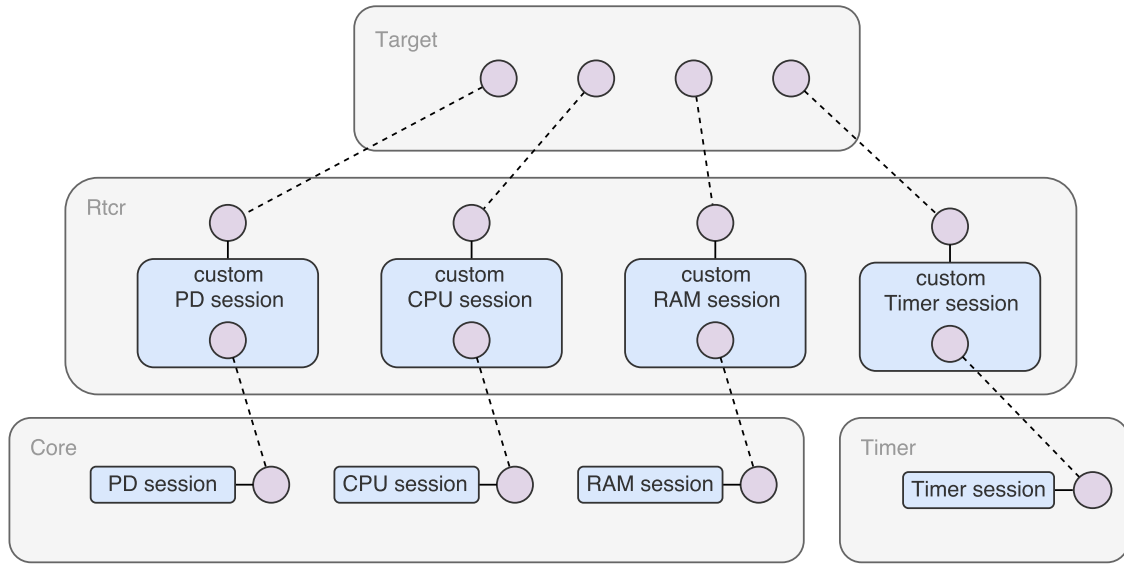 Target
Rtcr
custom
PD session
custom
CPU session
custom
RAM session
custom
Timer session
Core
PD session
CPU session
RAM session
Timer
Timer session